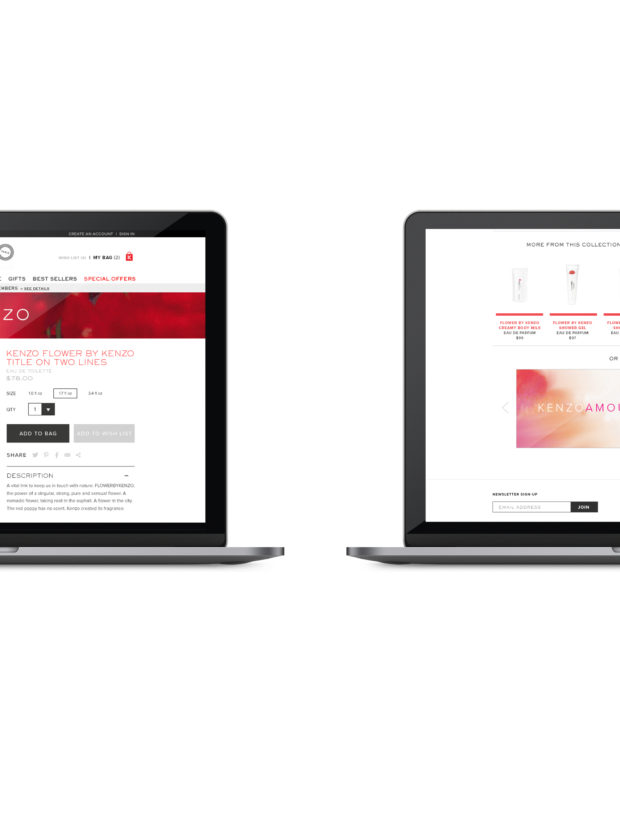 CREATE AN ACCOUNT | SIGN IN
WISH LIST (4) | MY BAG (2)
GIFTS BEST SELLERS SPECIAL OFFERS
EMBERS > SEE DETAILS
ZO
KENZO FLOWER BY KENZO
TITLE ON TWO LINES
EAU DE TOILETTE
$78.00
SIZE 1.0 fl oz 1.7 fl oz 3.4 fl oz
QTY 1
ADD TO BAG ADD TO WISH LIST
SHARE
DESCRIPTION
A vital link to keep us in touch with nature, FLOWERBYKENZO,
the power of a singular, strong, pure and sensual flower. A
nomadic flower, taking root in the asphalt. A flower in the city.
The red poppy has no scent, Kenzo created its fragrance.
MORE FROM THIS COLLECTION
FLOWER BY KENZO
CREAMY BODY MILK
EAU DE PARFUM
FLOWER BY KENZO
SHOWER GEL
EAU DE PARFUM
OR
KENZOAMOU
NEWSLETTER SIGN-UP
EMAIL ADDRESS JOIN